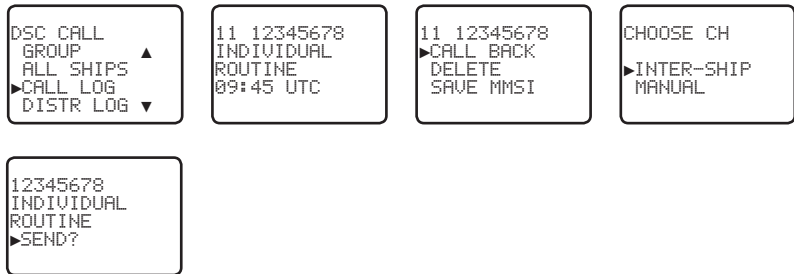 DSC CALL
GROUP ▲
ALL SHIPS
►CALL LOG
DISTR LOG ▼
11 12345678
INDIVIDUAL
ROUTINE
09:45 UTC
11 12345678
►CALL BACK
DELETE
SAVE MMSI
CHOOSE CH
►INTER-SHIP
MANUAL
12345678
INDIVIDUAL
ROUTINE
►SEND?